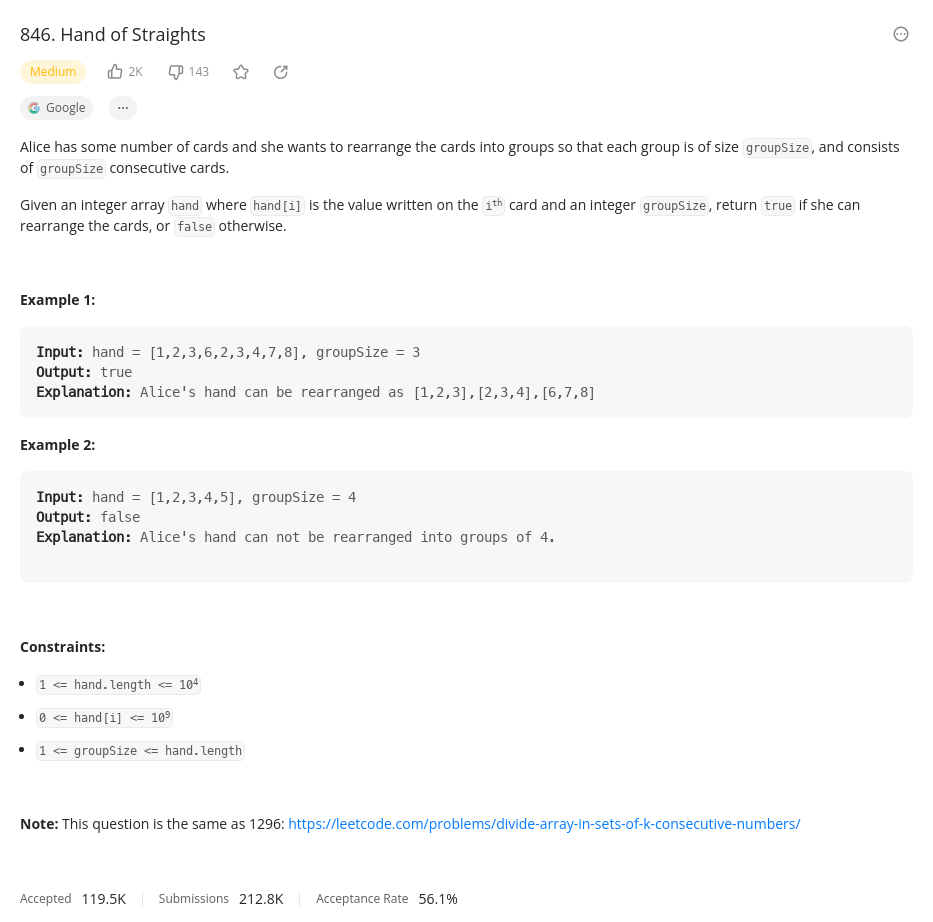 846. Hand of Straights
Medium 2K 143
Google ...
Alice has some number of cards and she wants to rearrange the cards into groups so that each group is of size groupSize, and consists
of groupSize consecutive cards.
Given an integer array hand where hand[i] is the value written on the iᵗʰ card and an integer groupSize, return true if she can
rearrange the cards, or false otherwise.
Example 1:
Input: hand = [1,2,3,6,2,3,4,7,8], groupSize = 3
Output: true
Explanation: Alice's hand can be rearranged as [1,2,3],[2,3,4],[6,7,8]
Example 2:
Input: hand = [1,2,3,4,5], groupSize = 4
Output: false
Explanation: Alice's hand can not be rearranged into groups of 4.
Constraints:
• 1 <= hand.length <= 10⁴
• 0 <= hand[i] <= 10⁹
• 1 <= groupSize <= hand.length
Note: This question is the same as 1296: https://leetcode.com/problems/divide-array-in-sets-of-k-consecutive-numbers/
Accepted 119.5K Submissions 212.8K Acceptance Rate 56.1%